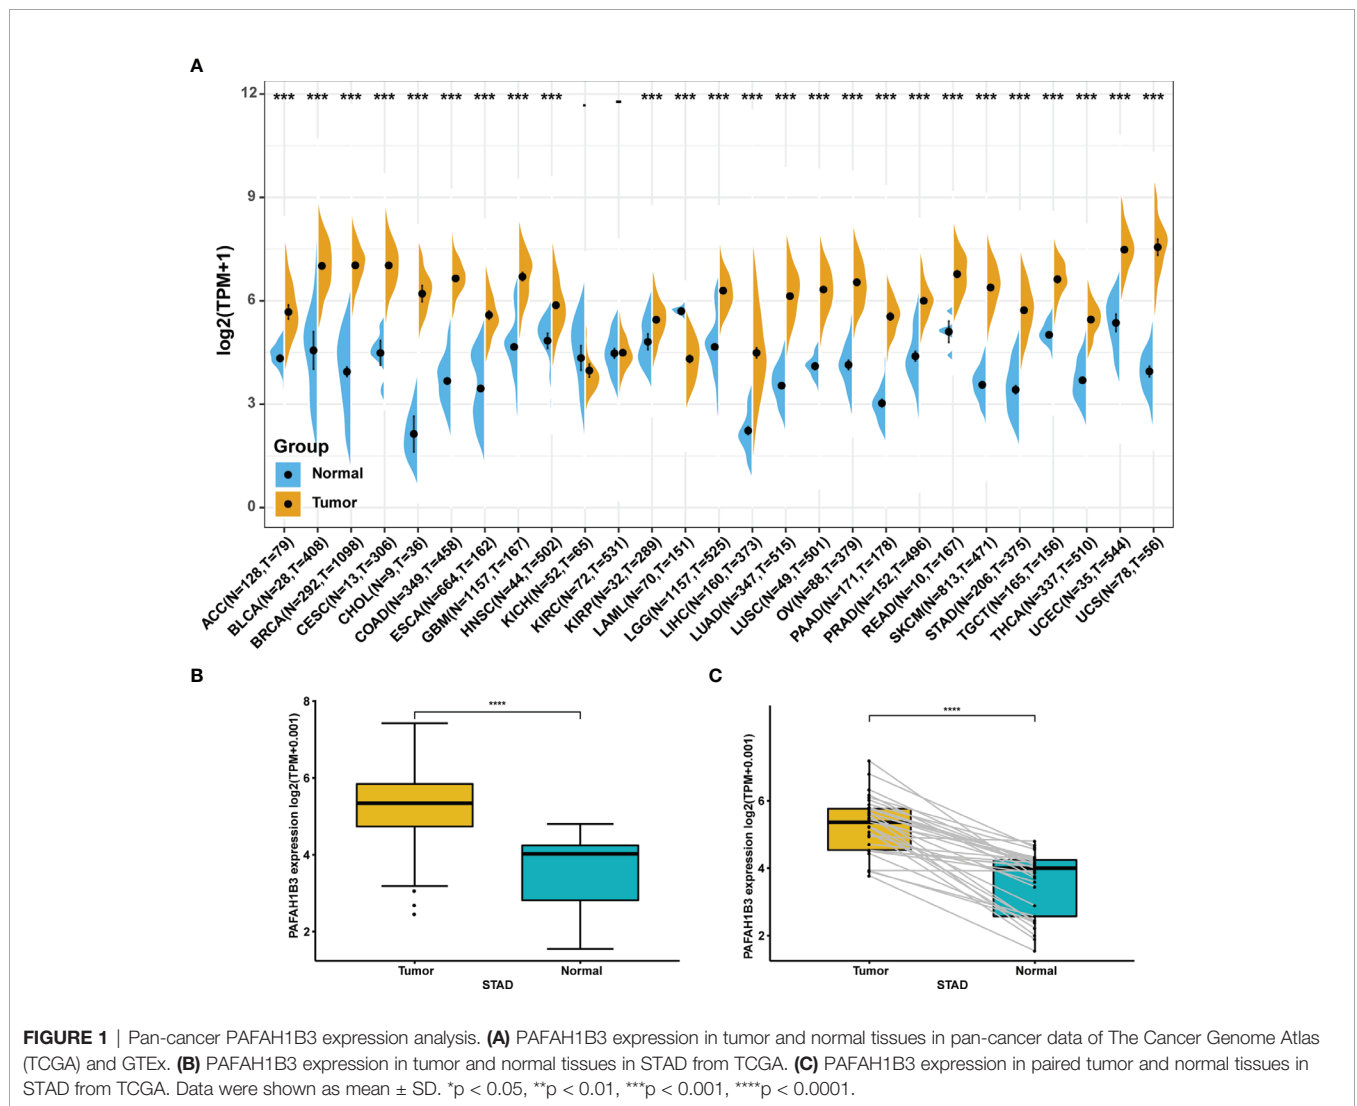 A
12 *** *** *** *** *** *** *** *** *** . - *** *** *** *** *** *** *** *** *** *** *** *** *** *** *** ***
9
6
3
0
log2(TPM+1)
Group
Normal
Tumor
ACC(N=128,T=79)
BLCA(N=28,T=408)
BRCA(N=292,T=1098)
CESC(N=13,T=306)
CHOL(N=9,T=36)
COAD(N=349,T=458)
ESCA(N=664,T=162)
GBM(N=1157,T=167)
HNSC(N=44,T=502)
KICH(N=52,T=65)
KIRC(N=72,T=531)
KIRP(N=32,T=289)
LAML(N=70,T=151)
LGG(N=1157,T=525)
LIHC(N=160,T=373)
LUAD(N=347,T=515)
LUSC(N=49,T=501)
OV(N=88,T=379)
PAAD(N=171,T=178)
PRAD(N=152,T=496)
READ(N=10,T=167)
SKCM(N=813,T=471)
STAD(N=206,T=375)
TGCT(N=165,T=156)
THCA(N=337,T=510)
UCEC(N=35,T=544)
UCS(N=78,T=56)
B
PAFAH1B3 expression log2(TPM+0.001)
8
6
4
2
****
Tumor Normal
STAD
C
PAFAH1B3 expression log2(TPM+0.001)
6
4
2
****
Tumor Normal
STAD
FIGURE 1 | Pan-cancer PAFAH1B3 expression analysis. (A) PAFAH1B3 expression in tumor and normal tissues in pan-cancer data of The Cancer Genome Atlas
(TCGA) and GTEx. (B) PAFAH1B3 expression in tumor and normal tissues in STAD from TCGA. (C) PAFAH1B3 expression in paired tumor and normal tissues in
STAD from TCGA. Data were shown as mean ± SD. *p < 0.05, **p < 0.01, ***p < 0.001, ****p < 0.0001.